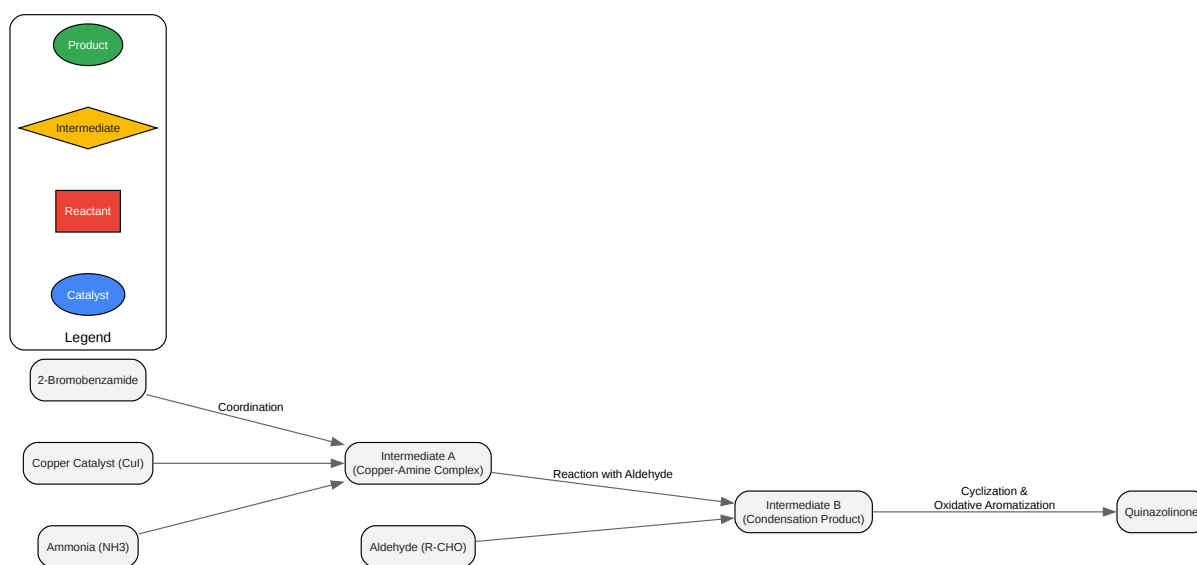 Product
Intermediate
Reactant
Catalyst
Legend
2-Bromobenzamide
Coordination
Copper Catalyst (CuI)
Intermediate A
(Copper-Amine Complex)
Reaction with Aldehyde
Ammonia (NH3)
Aldehyde (R-CHO)
Intermediate B
(Condensation Product)
Cyclization &
Oxidative Aromatization
Quinazolinone